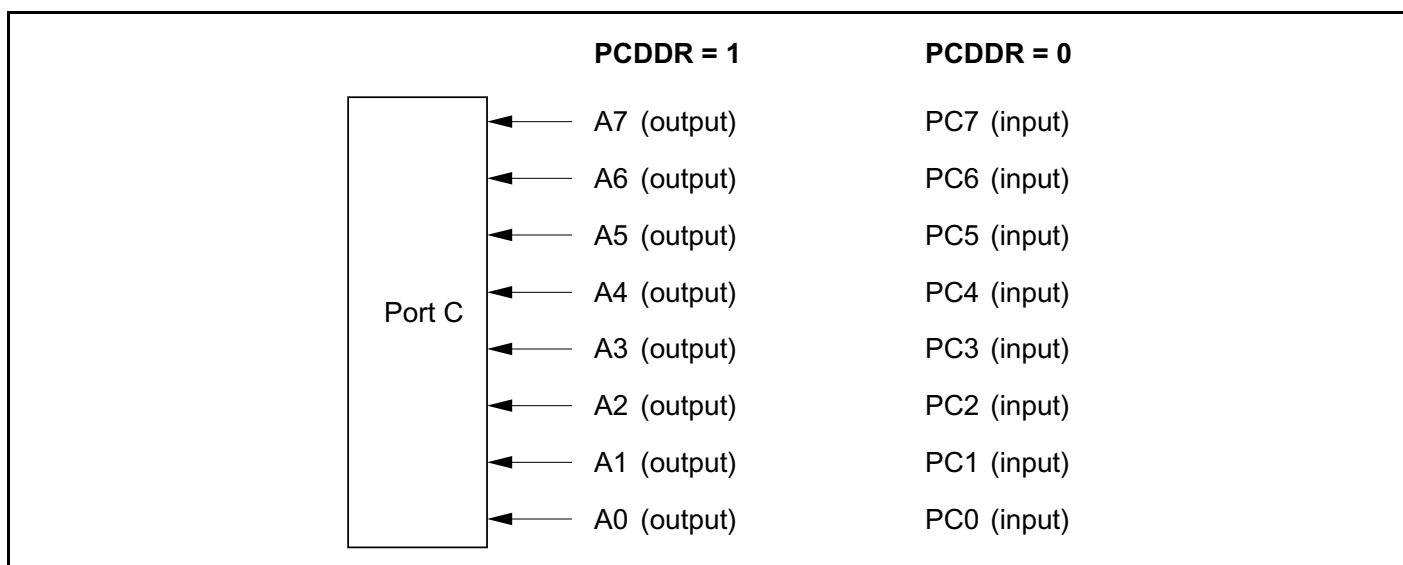 PCDDR = 1 PCDDR = 0
A7 (output) PC7 (input)
A6 (output) PC6 (input)
A5 (output) PC5 (input)
A4 (output) PC4 (input)
Port C
A3 (output) PC3 (input)
A2 (output) PC2 (input)
A1 (output) PC1 (input)
A0 (output) PC0 (input)